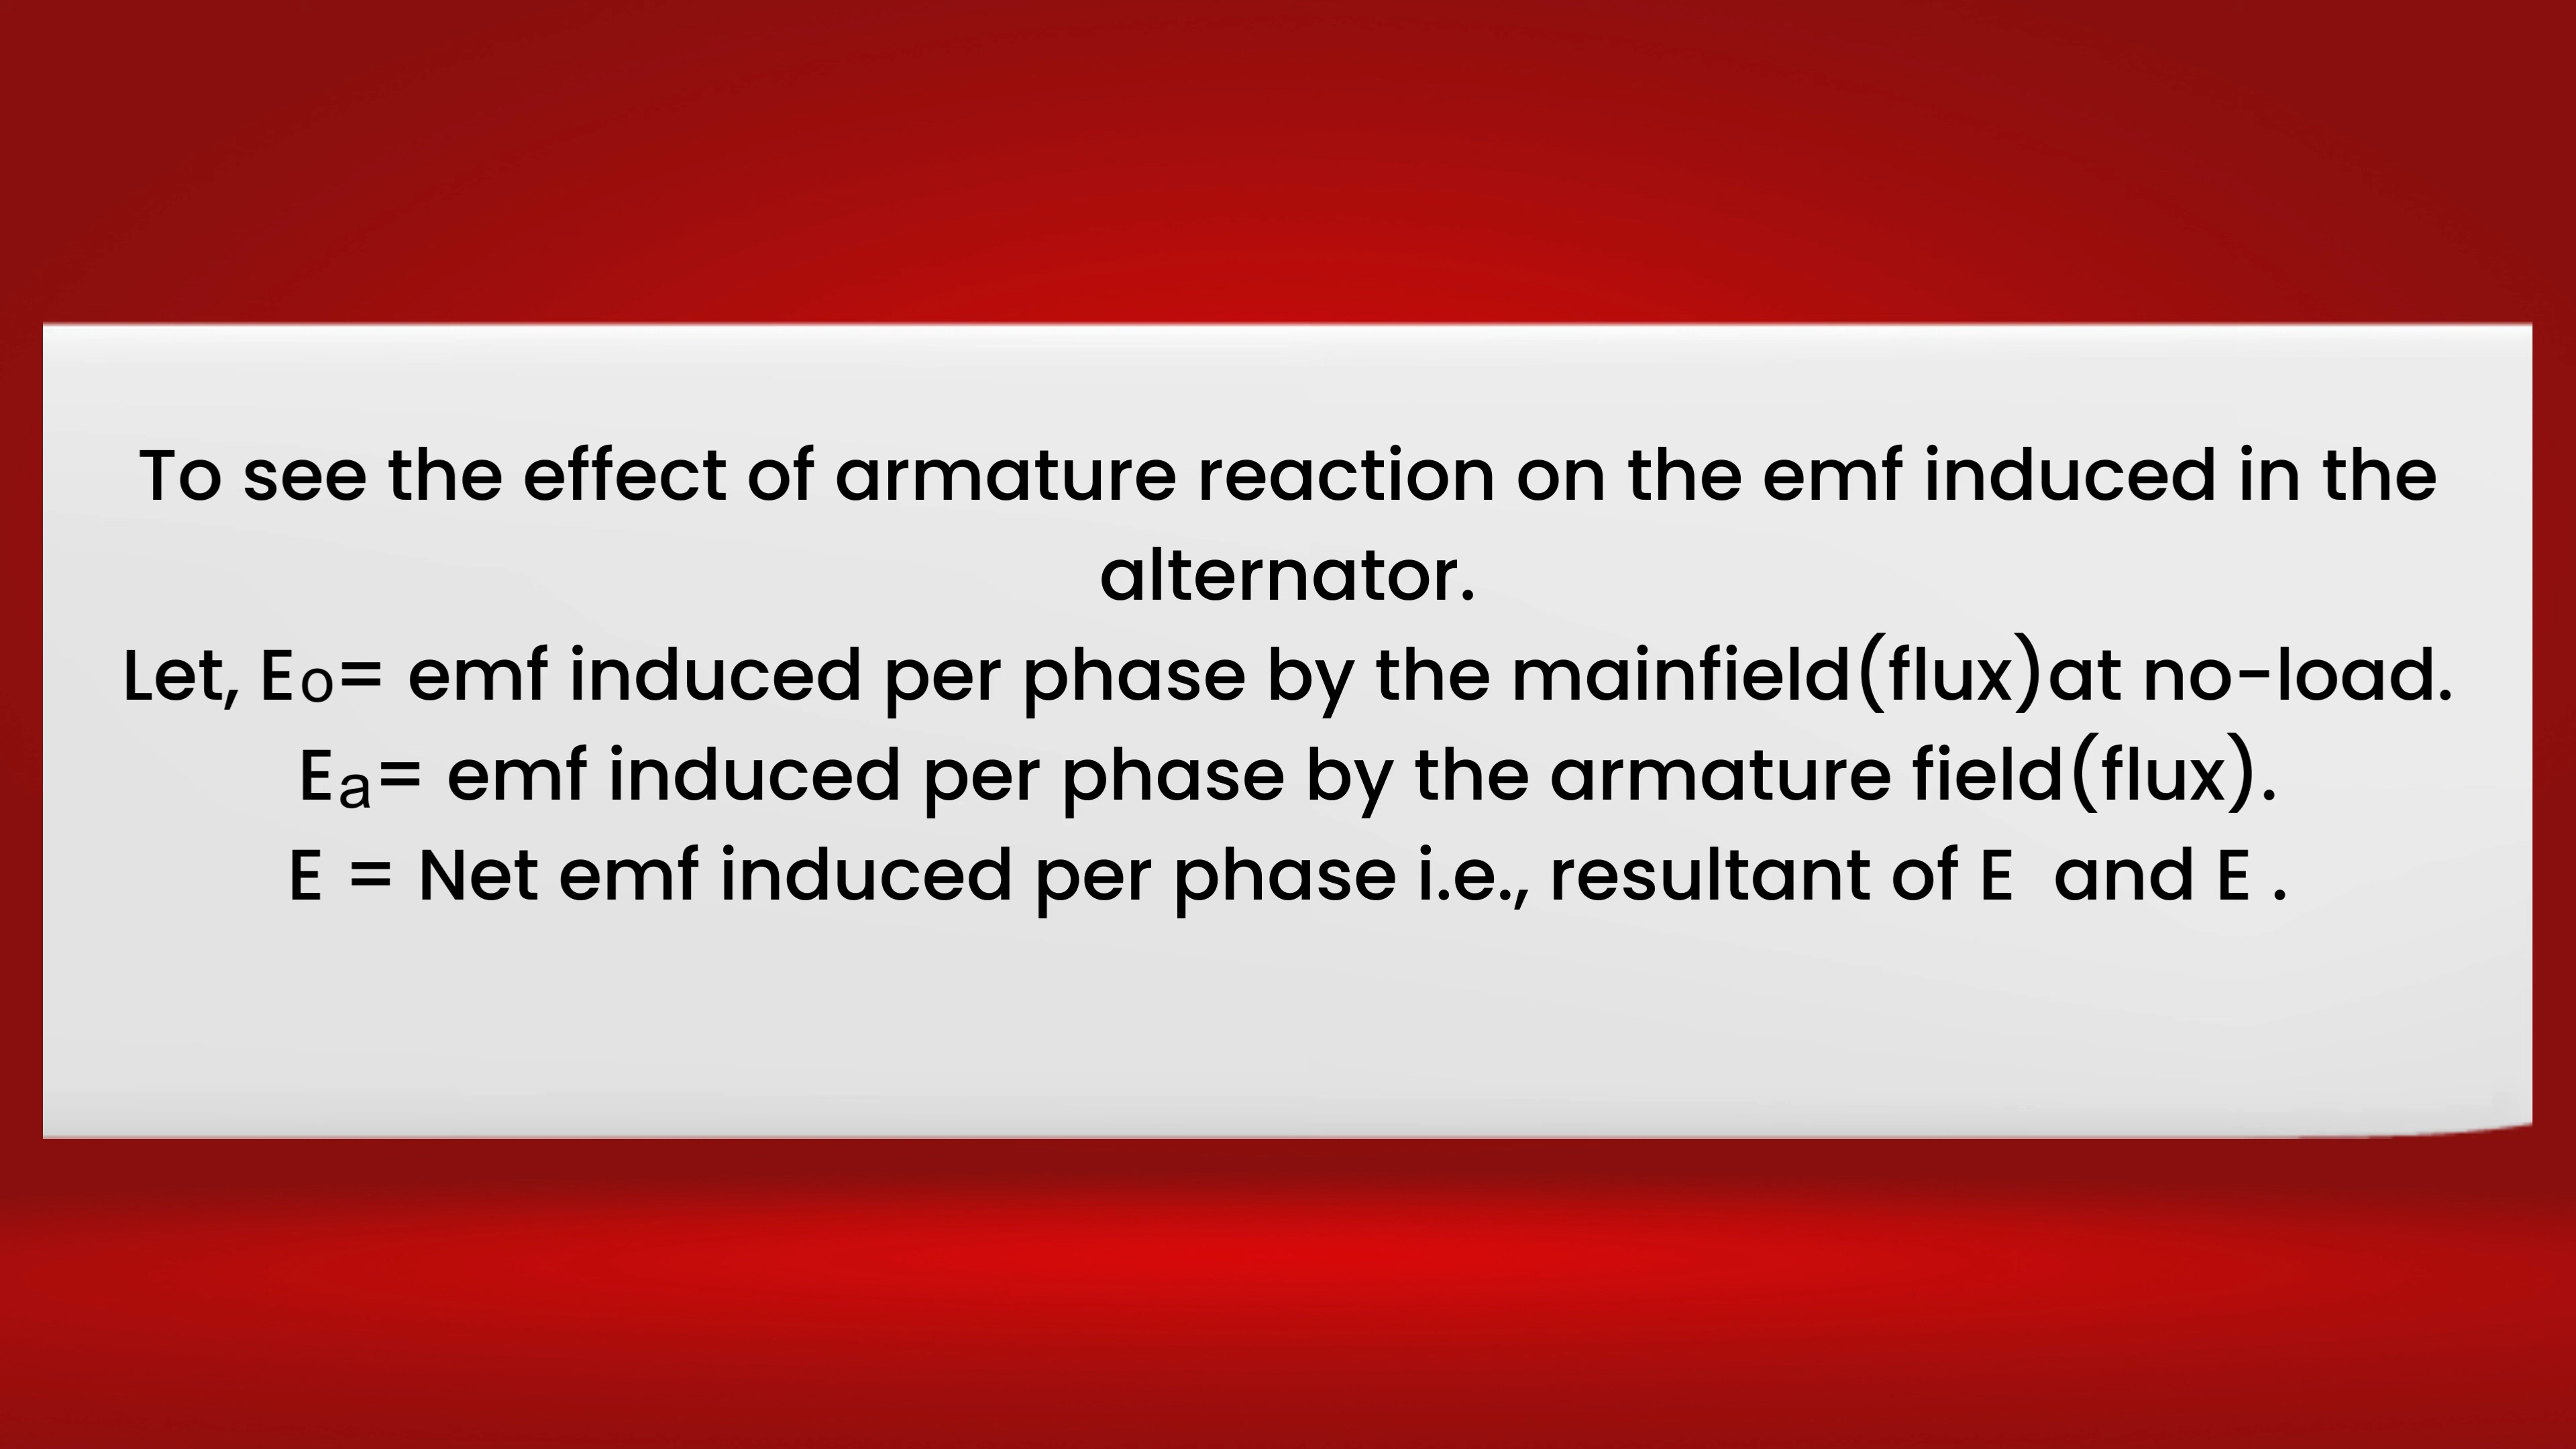 To see the effect of armature reaction on the emf induced in the
alternator.
Let, Eₒ= emf induced per phase by the mainfield(flux)at no-load.
Eₐ= emf induced per phase by the armature field(flux).
E = Net emf induced per phase i.e., resultant of E  and E .